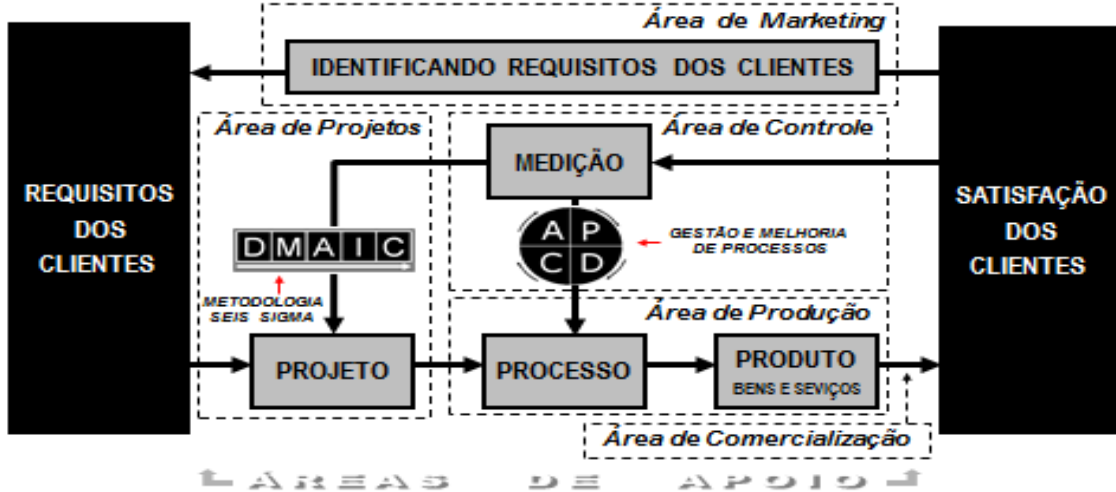 Área de Marketing
IDENTIFICANDO REQUISITOS DOS CLIENTES
Área de Projetos
Área de Controle
MEDIÇÃO
REQUISITOS
DOS
CLIENTES
SATISFAÇÃO
DOS
CLIENTES
DMAIC
A P
C D
GESTÃO E MELHORIA
DE PROCESSOS
METODOLOGIA
SEIS SIGMA
Área de Produção
PROJETO
PROCESSO
PRODUTO
BENS E SEVIÇOS
Área de Comercialização
ÁREAS DE APOIO